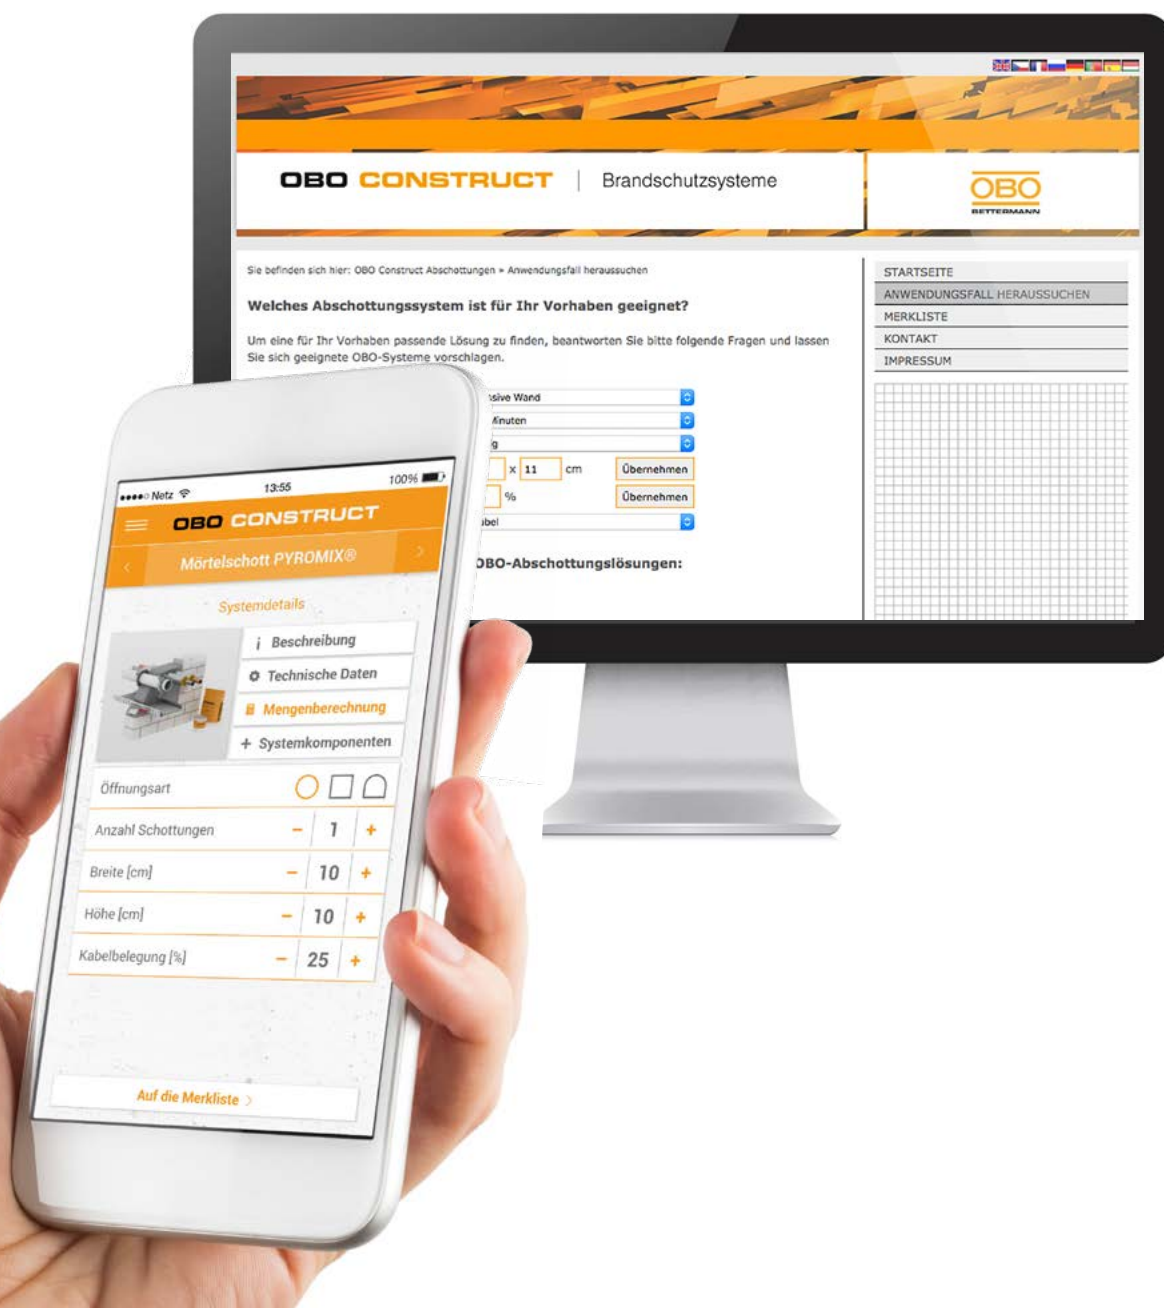 OBO CONSTRUCT | Brandschutzsysteme
OBO
BETTERMANN
Sie befinden sich hier: OBO Construct Abschottungen » Anwendungsfall heraussuchen
Welches Abschottungssystem ist für Ihr Vorhaben geeignet?
Um eine für Ihr Vorhaben passende Lösung zu finden, beantworten Sie bitte folgende Fragen und lassen
Sie sich geeignete OBO-Systeme vorschlagen.
STARTSEITE
ANWENDUNGSFALL HERAUSSUCHEN
MERKLISTE
KONTAKT
IMPRESSUM
Wand
x 11 cm Übernehmen
% Übernehmen
OBO-Abschottungslösungen:
Netz 13:55 100%
OBO CONSTRUCT
‹ Mörtelschott PYROMIX® ›
Systemdetails
i Beschreibung
Technische Daten
Mengenberechnung
+ Systemkomponenten
Öffnungsart
Anzahl Schottungen − 1 +
Breite [cm] − 10 +
Höhe [cm] − 10 +
Kabelbelegung [%] − 25 +
Auf die Merkliste ›